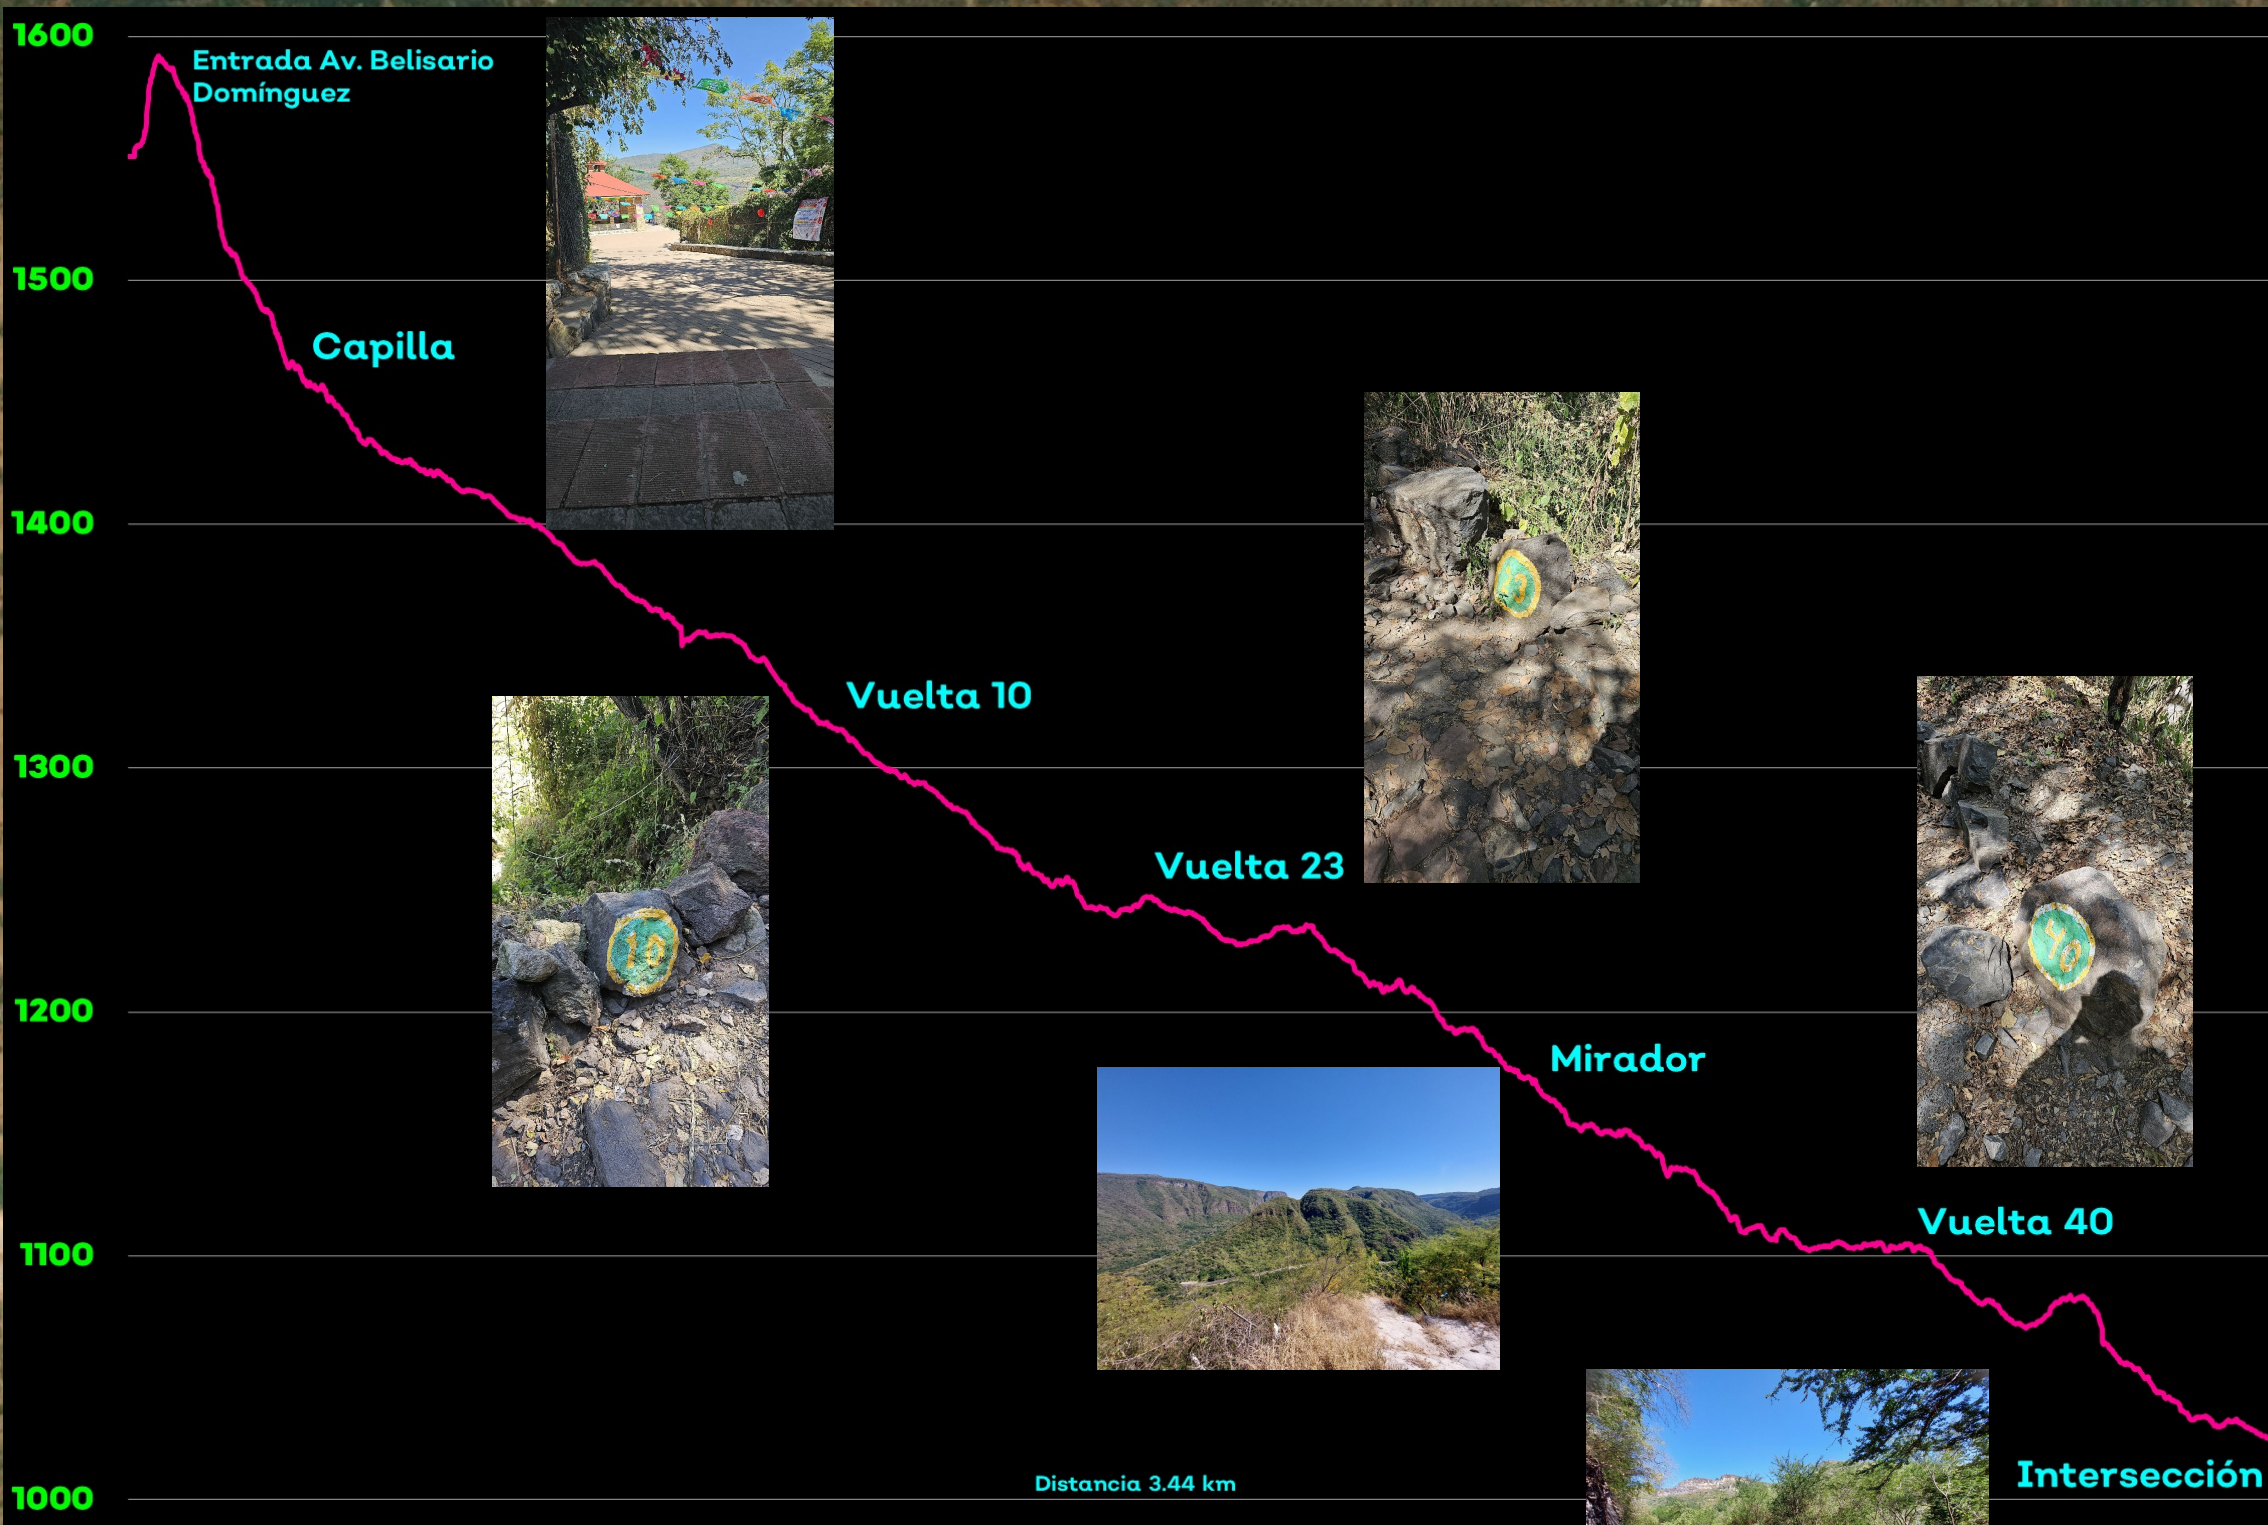 1600
Entrada Av. Belisario
Domínguez
1500
Capilla
1400
Vuelta 10
1300
10
Vuelta 23
1200
40
Mirador
Vuelta 40
1100
Intersección
Distancia 3.44 km
1000